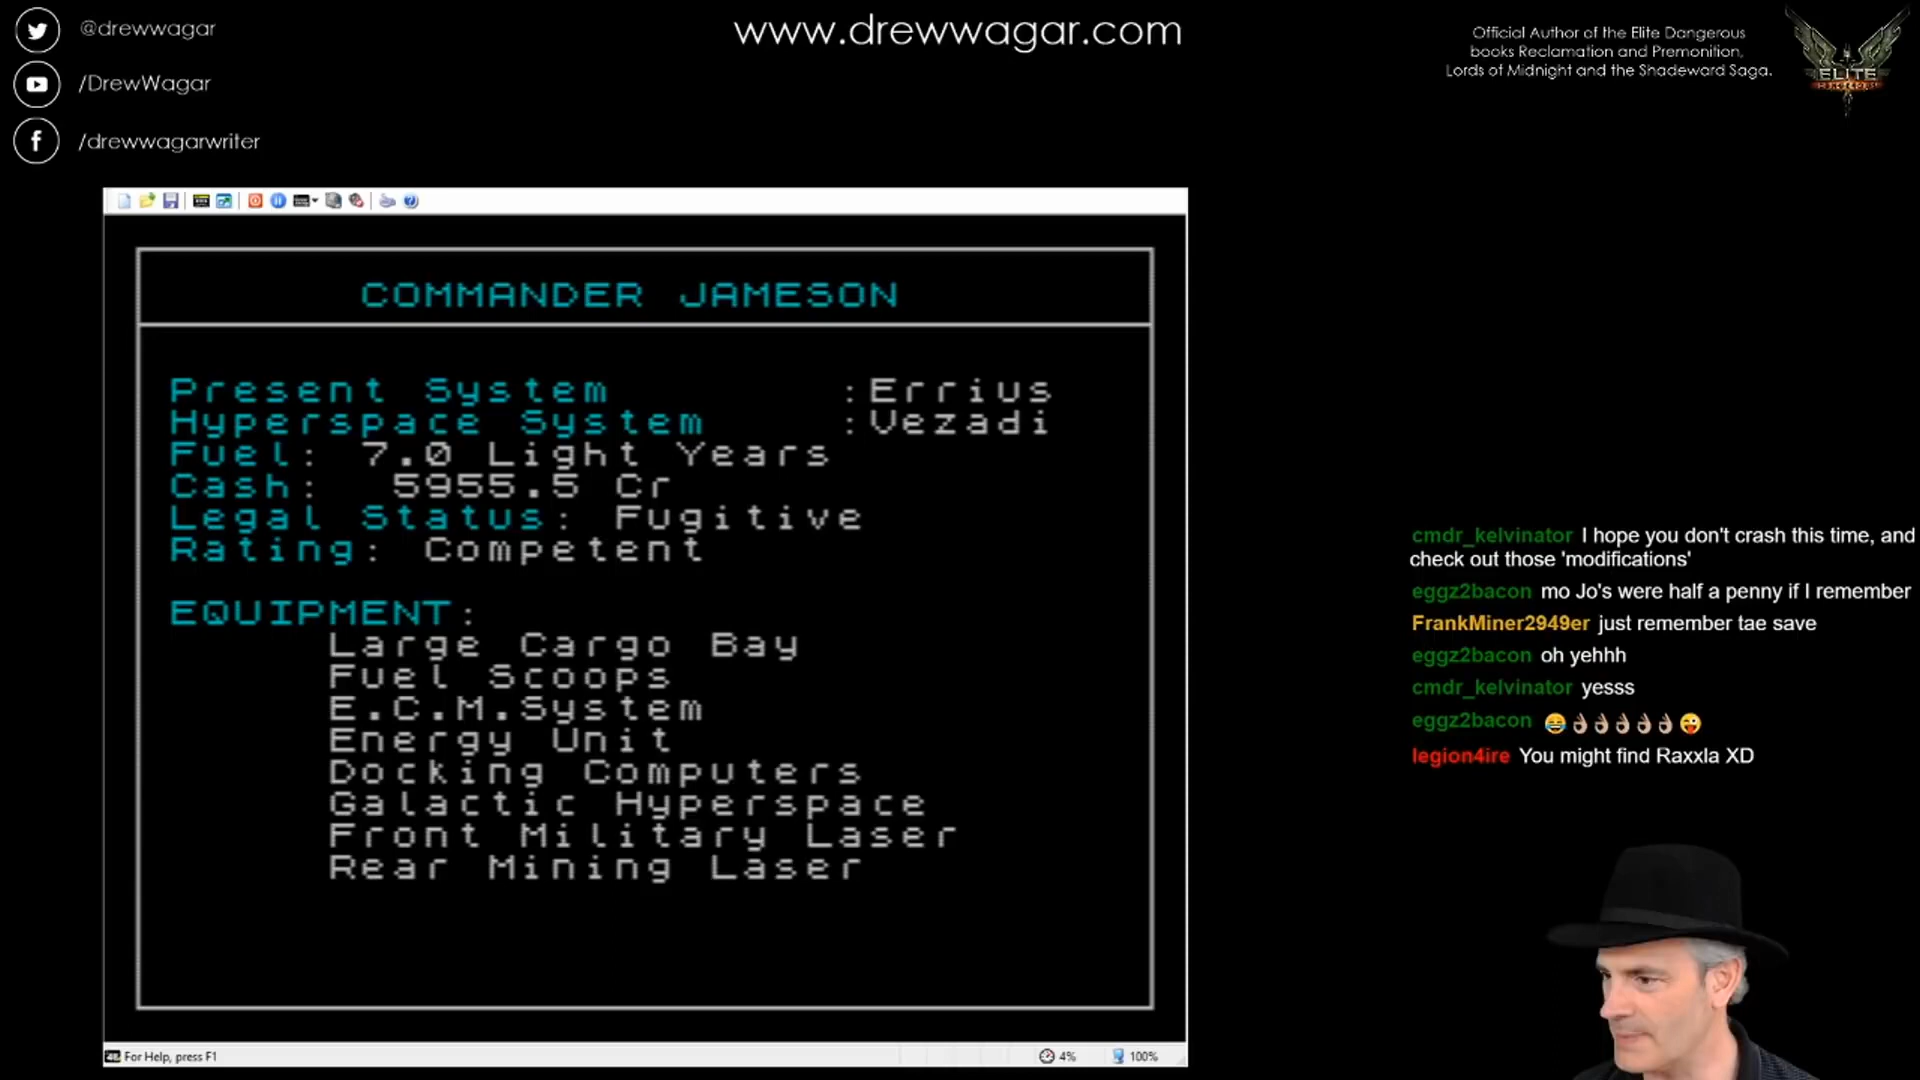 @drewwagar
/DrewWagar
/drewwagarwriter
www.drewwagar.com
Official Author of the Elite Dangerous
books Reclamation and Premonition,
Lords of Midnight and the Shadeward Saga.
ELITE
DANGEROUS
COMMANDER JAMESON
Present System :Errius
Hyperspace System :Vezadi
Fuel: 7.0 Light Years
Cash: 5955.5 Cr
Legal Status: Fugitive
Rating: Competent
EQUIPMENT:
Large Cargo Bay
Fuel Scoops
E.C.M.System
Energy Unit
Docking Computers
Galactic Hyperspace
Front Military Laser
Rear Mining Laser
For Help, press F1
4%
100%
cmdr_kelvinator I hope you don't crash this time, and
check out those 'modifications'
eggz2bacon mo Jo's were half a penny if I remember
FrankMiner2949er just remember tae save
eggz2bacon oh yehhh
cmdr_kelvinator yesss
eggz2bacon 😂👌🏼👌🏼👌🏼👌🏼👌🏼😜
legion4ire You might find Raxxla XD